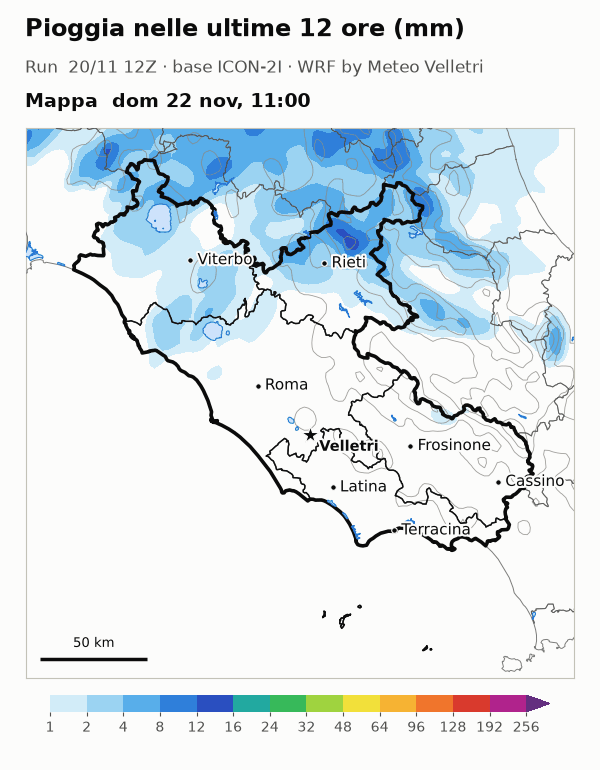 Pioggia nelle ultime 12 ore (mm)
Run 20/11 12Z · base ICON-2I · WRF by Meteo Velletri
Mappa dom 22 nov, 11:00
Viterbo
Rieti
Roma
Velletri
Frosinone
Latina
Cassino
Terracina
50 km
1 2 4 8 12 16 24 32 48 64 96 128 192 256